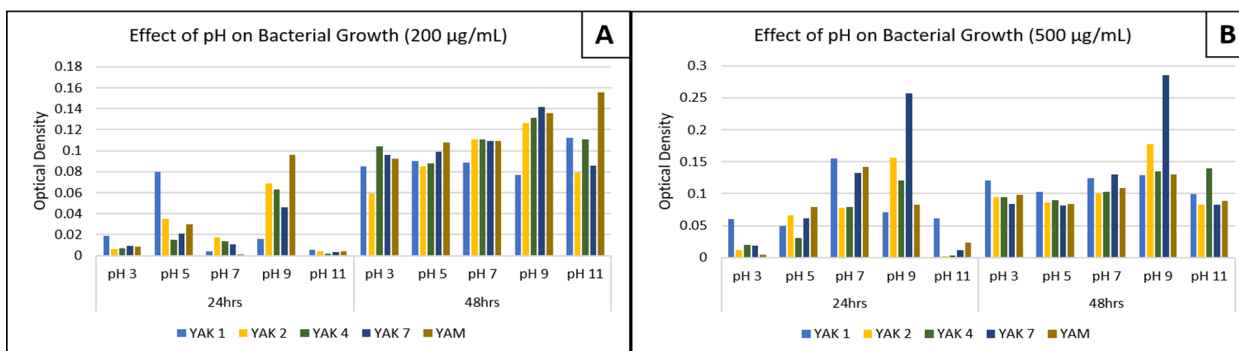 Effect of pH on Bacterial Growth (200 µg/mL)
A
Optical Density
0.18
0.16
0.14
0.12
0.1
0.08
0.06
0.04
0.02
0
pH 3 pH 5 pH 7 pH 9 pH 11 pH 3 pH 5 pH 7 pH 9 pH 11
24hrs 48hrs
YAK 1 YAK 2 YAK 4 YAK 7 YAM
Effect of pH on Bacterial Growth (500 µg/mL)
B
Optical Density
0.3
0.25
0.2
0.15
0.1
0.05
0
pH 3 pH 5 pH 7 pH 9 pH 11 pH 3 pH 5 pH 7 pH 9 pH 11
24hrs 48hrs
YAK 1 YAK 2 YAK 4 YAK 7 YAM